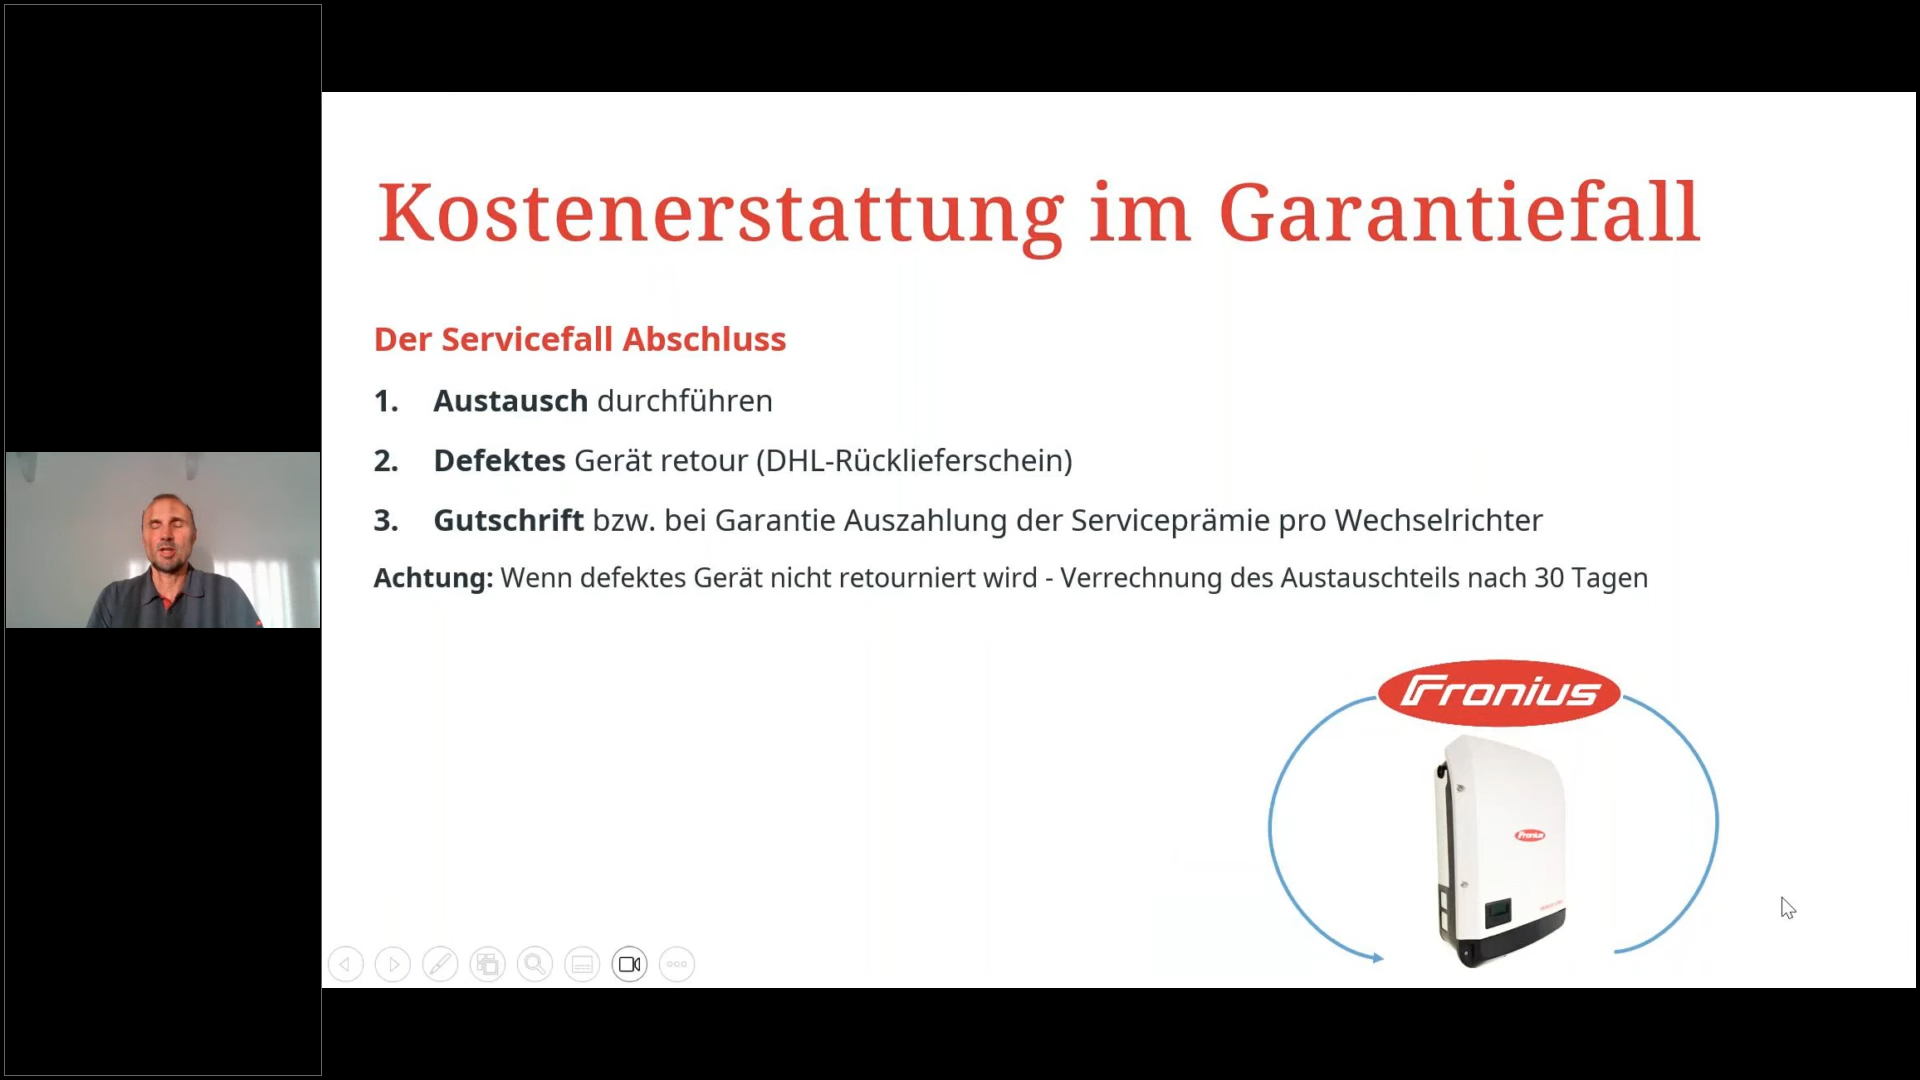 Kostenerstattung im Garantiefall
Der Servicefall Abschluss
1. Austausch durchführen
2. Defektes Gerät retour (DHL-Rücklieferschein)
3. Gutschrift bzw. bei Garantie Auszahlung der Serviceprämie pro Wechselrichter
Achtung: Wenn defektes Gerät nicht retourniert wird - Verrechnung des Austauschteils nach 30 Tagen
Fronius
Fronius